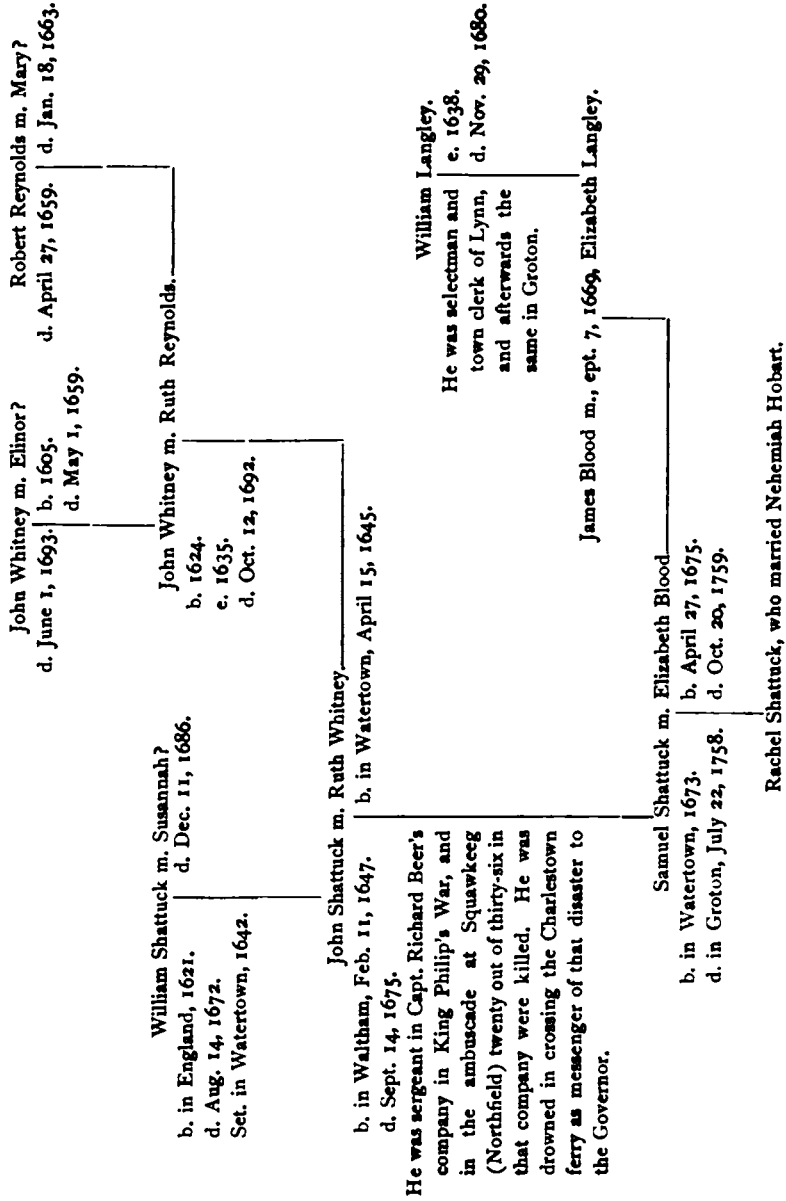 Robert Reynolds m. Mary?
d. April 27, 1659. d. Jan. 18, 1663.
John Whitney m. Elinor?
d. June 1, 1693. b. 1605.
d. May 1, 1659.
John Whitney m. Ruth Reynolds.
b. 1624.
e. 1635.
d. Oct. 12, 1692.
William Shattuck m. Susannah?
b. in England, 1621. d. Dec. 11, 1686.
d. Aug. 14, 1672.
Set. in Watertown, 1642.
John Shattuck m. Ruth Whitney.
b. in Waltham, Feb. 11, 1647. b. in Watertown, April 15, 1645.
d. Sept. 14, 1675.
He was sergeant in Capt. Richard Beer's
company in King Philip's War, and
in the ambuscade at Squawkeeg
(Northfield) twenty out of thirty-six in
that company were killed. He was
drowned in crossing the Charlestown
ferry as messenger of that disaster to
the Governor.
William Langley.
He was selectman and e. 1638.
town clerk of Lynn, d. Nov. 29, 1680.
and afterwards the
same in Groton.
James Blood m., ept. 7, 1669, Elizabeth Langley.
Samuel Shattuck m. Elizabeth Blood
b. in Watertown, 1673. b. April 27, 1675.
d. in Groton, July 22, 1758. d. Oct. 20, 1759.
Rachel Shattuck, who married Nehemiah Hobart.